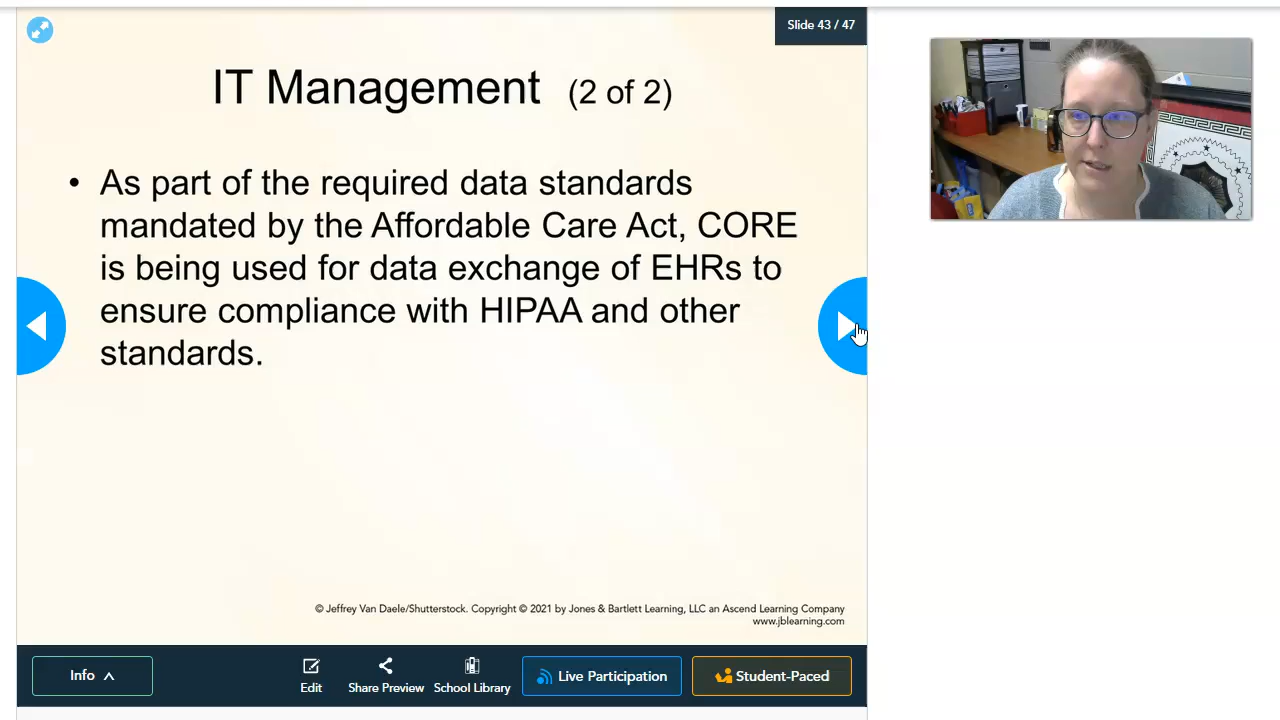 Slide 43 / 47
IT Management (2 of 2)
• As part of the required data standards
mandated by the Affordable Care Act, CORE
is being used for data exchange of EHRs to
ensure compliance with HIPAA and other
standards.
© Jeffrey Van Daele/Shutterstock. Copyright © 2021 by Jones & Bartlett Learning, LLC an Ascend Learning Company
www.jblearning.com
Info
Edit
Share Preview
School Library
Live Participation
Student-Paced